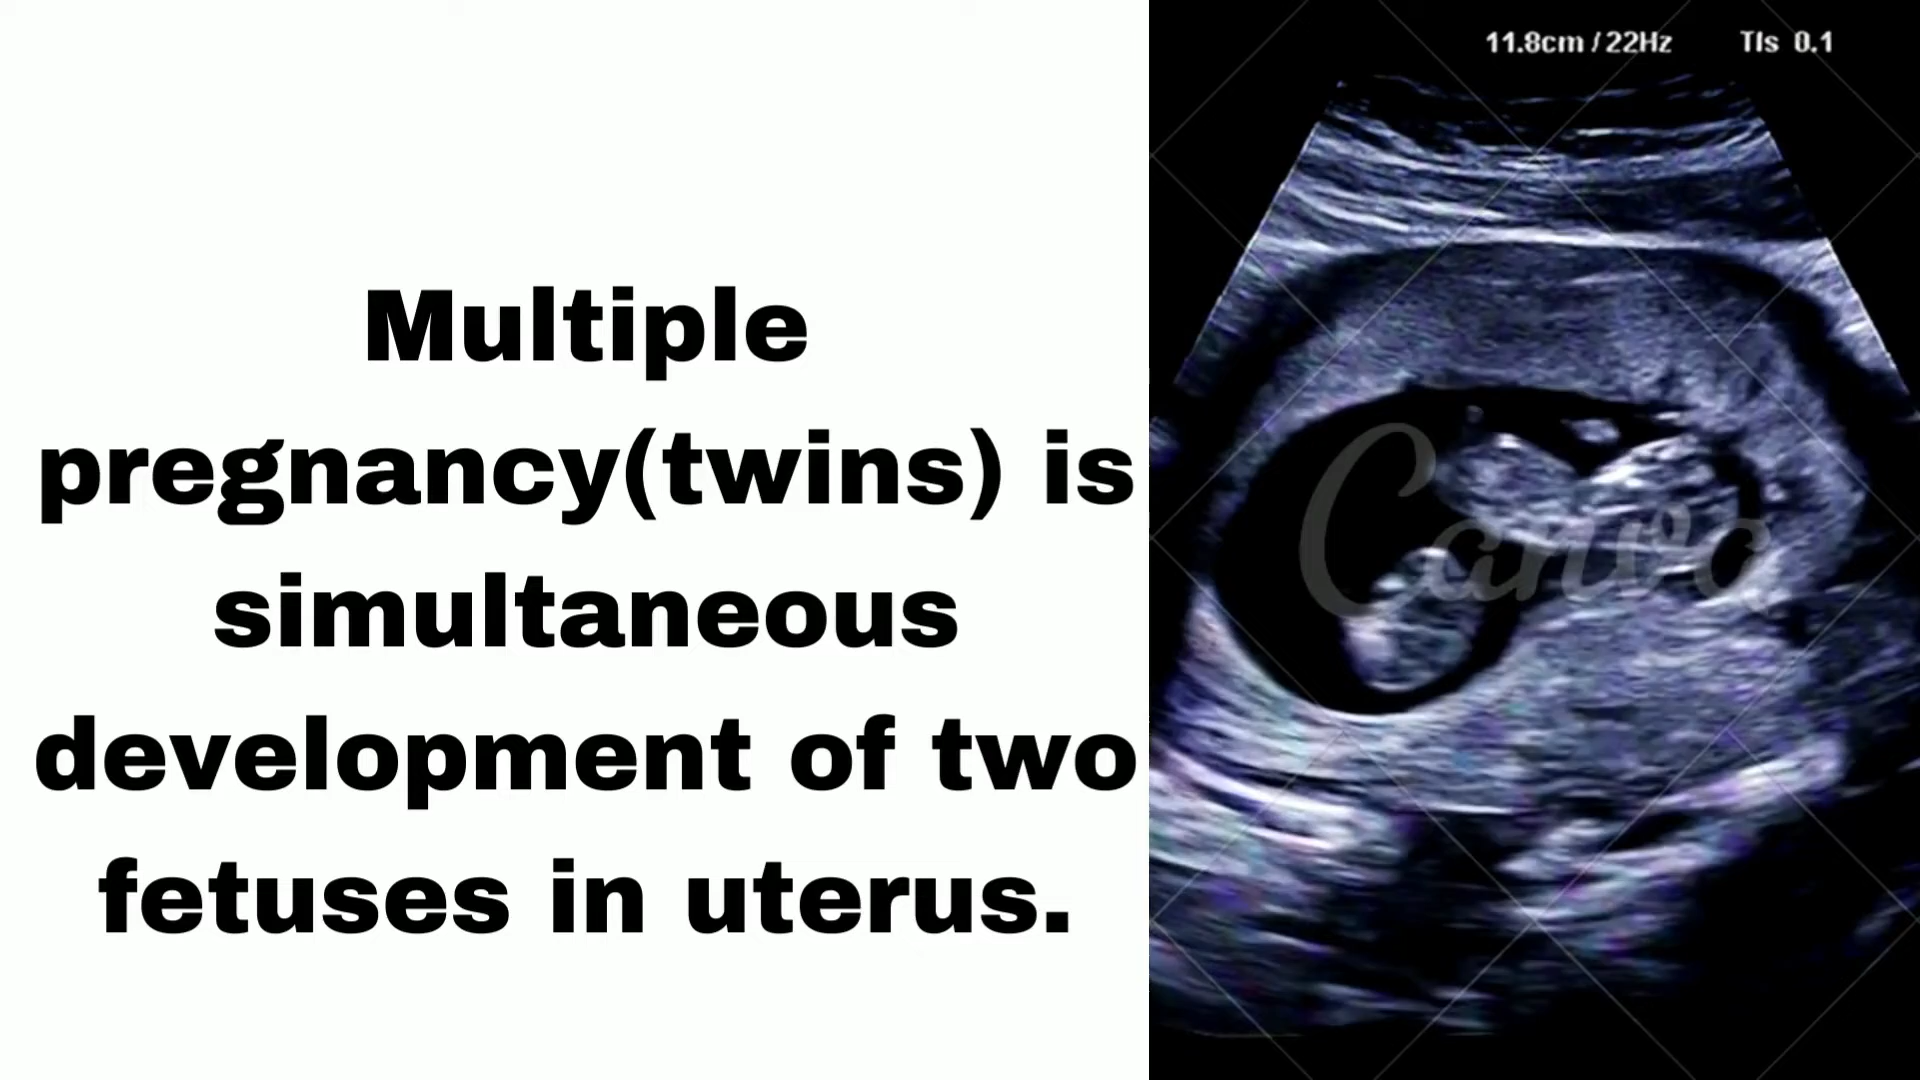 11.8cm / 22Hz TIs 0.1
Multiple
pregnancy(twins) is
simultaneous
development of two
fetuses in uterus.
Canva